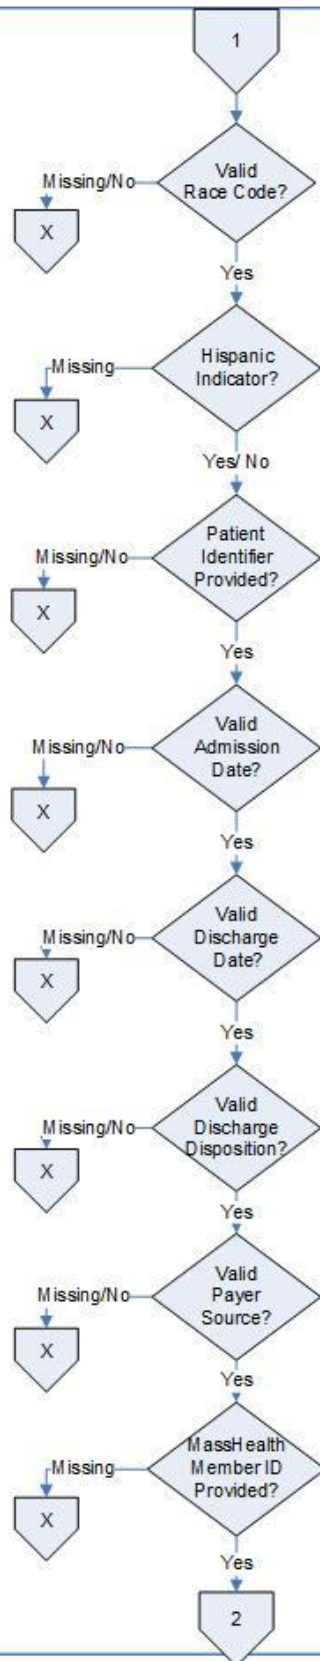 1
Valid
Race Code?
Missing/No
X
Yes
Hispanic
Indicator?
Missing
X
Yes/ No
Patient
Identifier
Provided?
Missing/No
X
Yes
Valid
Admission
Date?
Missing/No
X
Yes
Valid
Discharge
Date?
Missing/No
X
Yes
Valid
Discharge
Disposition?
Missing/No
X
Yes
Valid
Payer
Source?
Missing/No
X
Yes
MassHealth
Member ID
Provided?
Missing
X
Yes
2